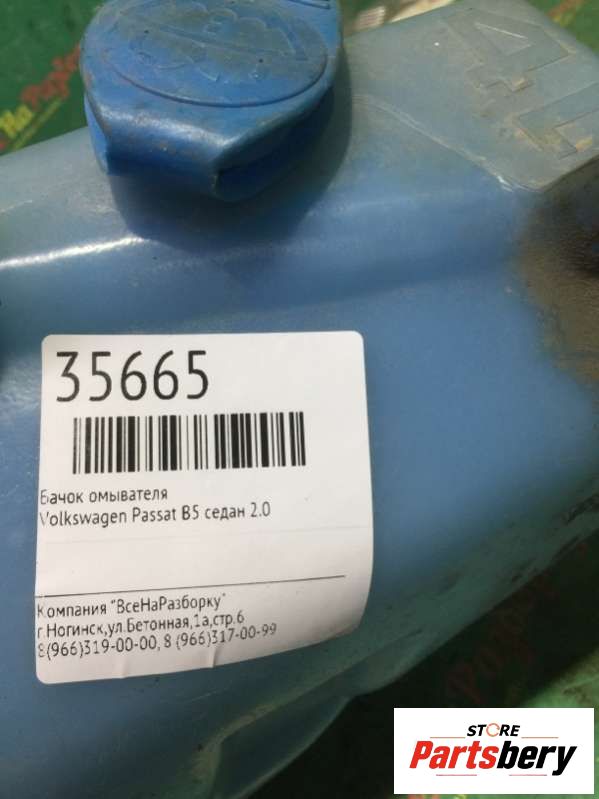 4L
35665
Бачок омывателя
Volkswagen Passat B5 седан 2.0
Компания "ВсеНаРазборку"
г.Ногинск,ул.Бетонная,1а,стр.6
8(966)319-00-00, 8 (966)317-00-99
STORE
Partsbery